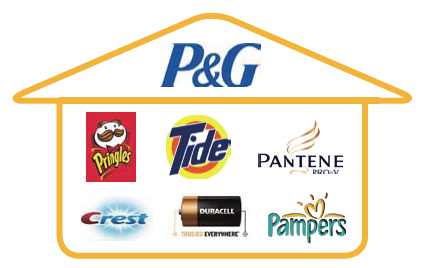 P&G
Pringles
Tide
PANTENE
PRO-V
Crest
DURACELL
TRUSTED EVERYWHERE
Pampers